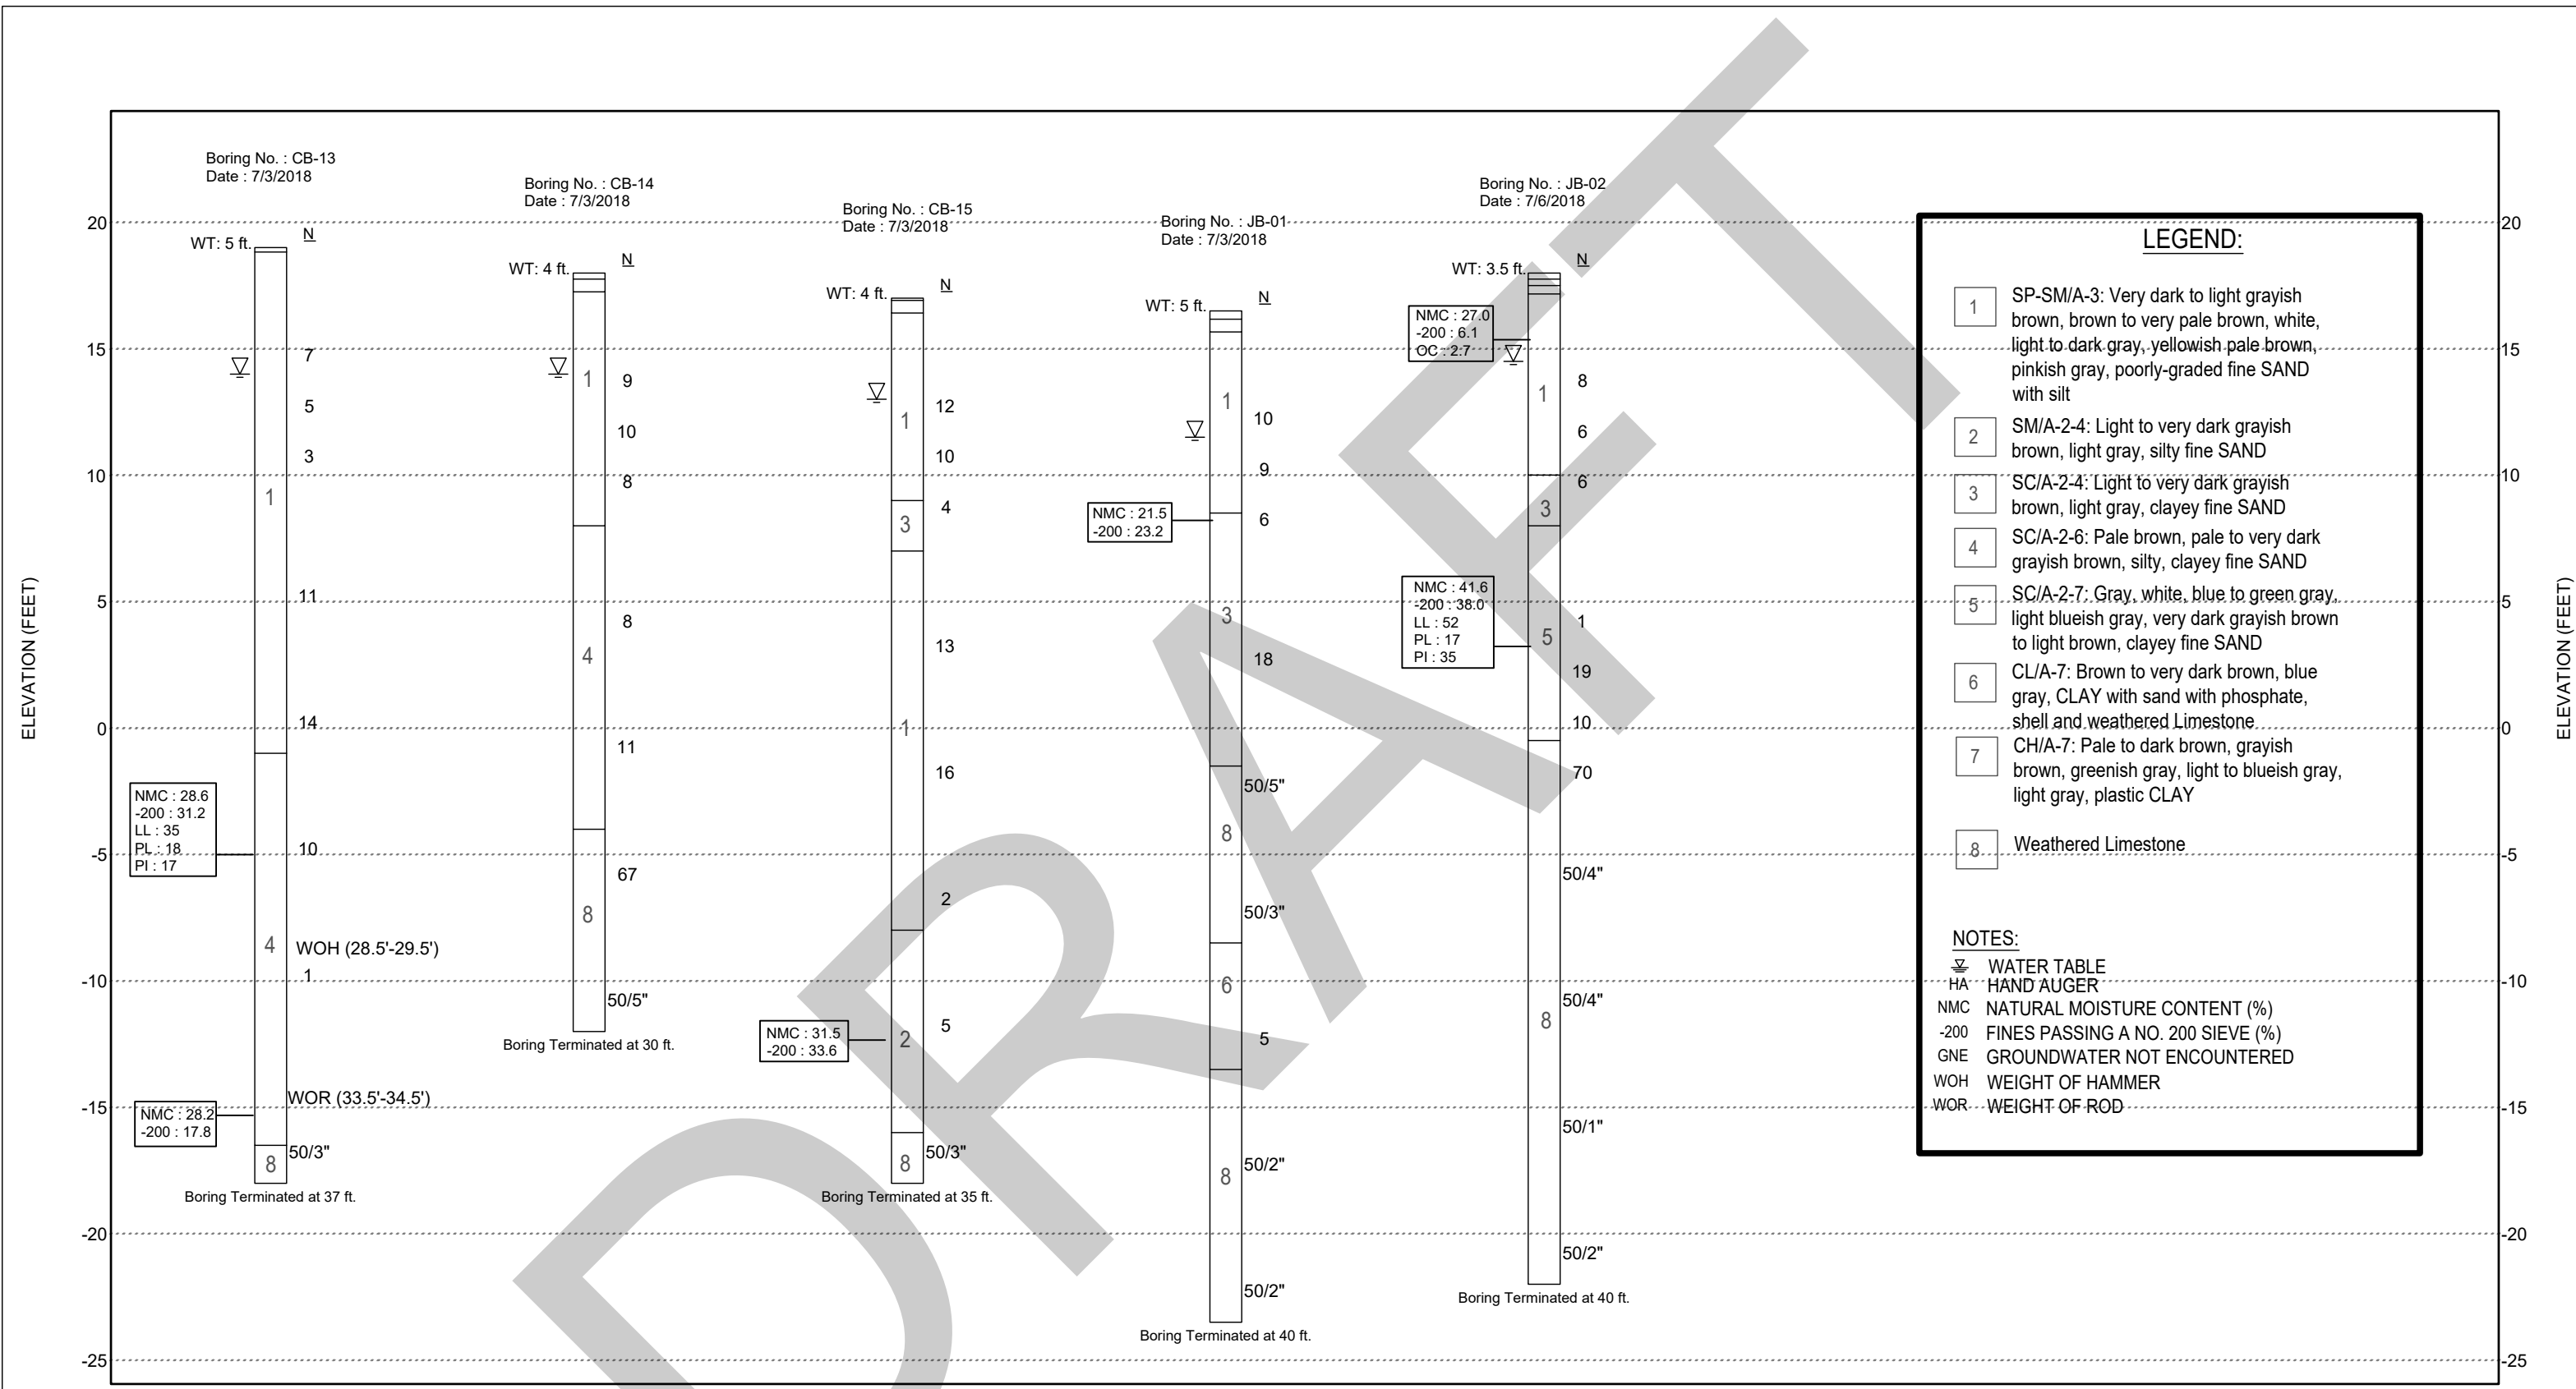 Boring No. : CB-13
Date : 7/3/2018
WT: 5 ft.
N
7
5
3
1
11
14
NMC : 28.6
-200 : 31.2
LL : 35
PL : 18
PI : 17
10
4
WOH (28.5'-29.5')
1
WOR (33.5'-34.5')
NMC : 28.2
-200 : 17.8
50/3"
8
Boring Terminated at 37 ft.
Boring No. : CB-14
Date : 7/3/2018
WT: 4 ft.
N
1
9
10
8
8
4
11
67
8
50/5"
Boring Terminated at 30 ft.
Boring No. : CB-15
Date : 7/3/2018
WT: 4 ft.
N
12
1
10
4
3
13
1
16
2
5
NMC : 31.5
-200 : 33.6
2
50/3"
8
Boring Terminated at 35 ft.
Boring No. : JB-01
Date : 7/3/2018
WT: 5 ft.
N
1
10
9
NMC : 21.5
-200 : 23.2
6
3
18
50/5"
8
50/3"
6
5
50/2"
8
50/2"
Boring Terminated at 40 ft.
Boring No. : JB-02
Date : 7/6/2018
WT: 3.5 ft.
N
NMC : 27.0
-200 : 6.1
OC : 2.7
8
1
6
6
3
NMC : 41.6
-200 : 38.0
LL : 52
PL : 17
PI : 35
1
5
19
10
70
50/4"
50/4"
8
50/1"
50/2"
Boring Terminated at 40 ft.
ELEVATION (FEET)
20
15
10
5
0
-5
-10
-15
-20
-25
20
15
10
5
0
-5
-10
-15
-20
-25
ELEVATION (FEET)
LEGEND:
1 SP-SM/A-3: Very dark to light grayish
brown, brown to very pale brown, white,
light to dark gray, yellowish pale brown,
pinkish gray, poorly-graded fine SAND
with silt
2 SM/A-2-4: Light to very dark grayish
brown, light gray, silty fine SAND
3 SC/A-2-4: Light to very dark grayish
brown, light gray, clayey fine SAND
4 SC/A-2-6: Pale brown, pale to very dark
grayish brown, silty, clayey fine SAND
5 SC/A-2-7: Gray, white, blue to green gray,
light blueish gray, very dark grayish brown
to light brown, clayey fine SAND
6 CL/A-7: Brown to very dark brown, blue
gray, CLAY with sand with phosphate,
shell and weathered Limestone
7 CH/A-7: Pale to dark brown, grayish
brown, greenish gray, light to blueish gray,
light gray, plastic CLAY
8 Weathered Limestone
NOTES:
WATER TABLE
HA HAND AUGER
NMC NATURAL MOISTURE CONTENT (%)
-200 FINES PASSING A NO. 200 SIEVE (%)
GNE GROUNDWATER NOT ENCOUNTERED
WOH WEIGHT OF HAMMER
WOR WEIGHT OF ROD
DRAFT